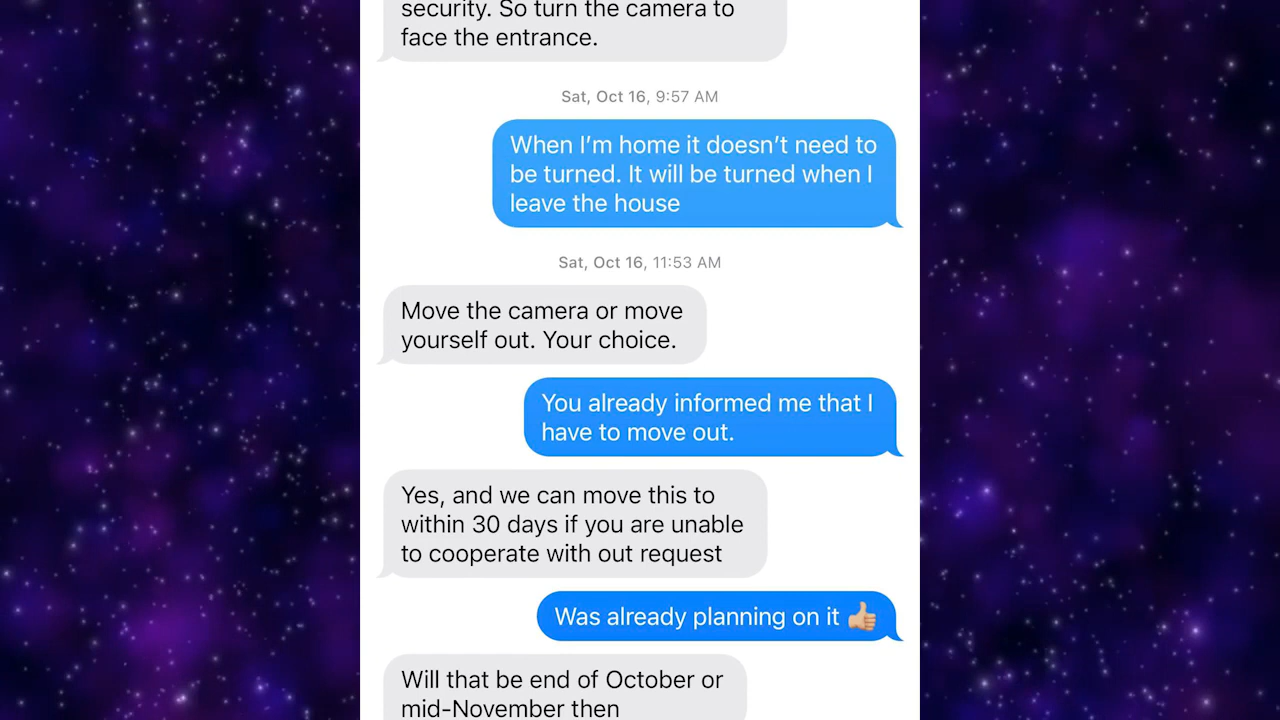 security. So turn the camera to
face the entrance.
Sat, Oct 16, 9:57 AM
When I’m home it doesn’t need to
be turned. It will be turned when I
leave the house
Sat, Oct 16, 11:53 AM
Move the camera or move
yourself out. Your choice.
You already informed me that I
have to move out.
Yes, and we can move this to
within 30 days if you are unable
to cooperate with out request
Was already planning on it 👍🏼
Will that be end of October or
mid-November then